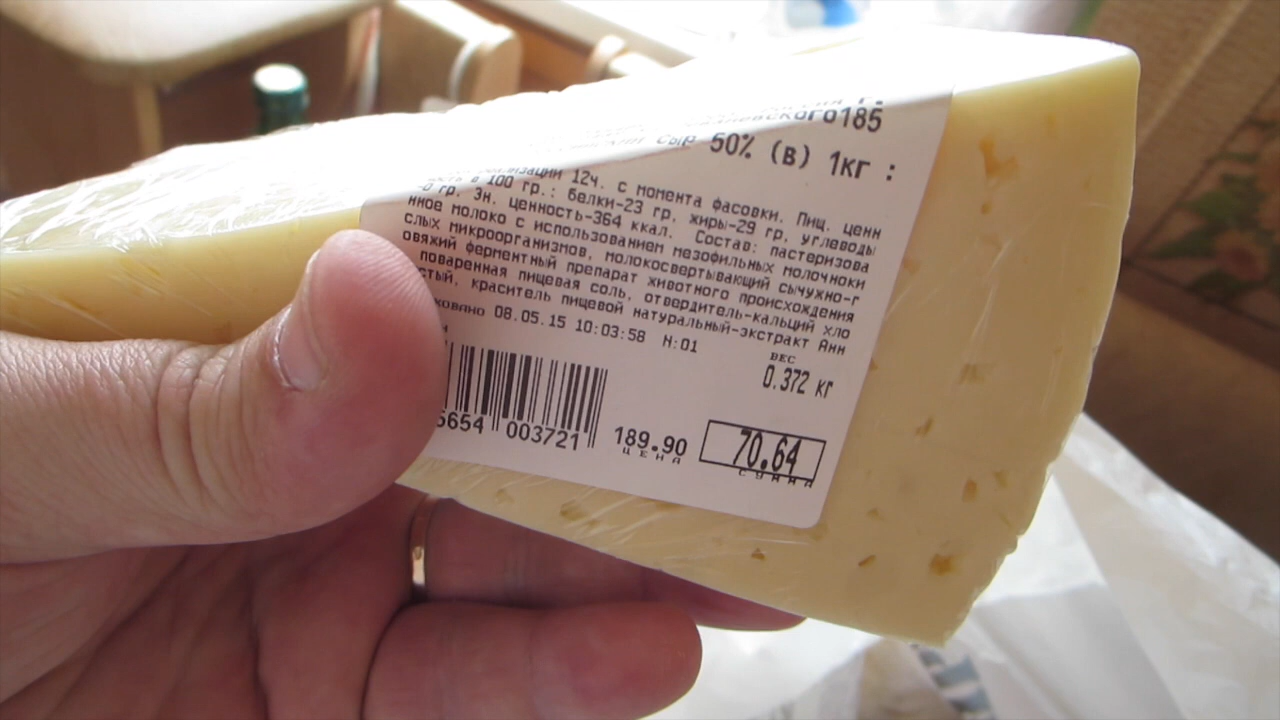 185
Сыр 50% (в) 1кг :
12ч. с момента фасовки. Пищ. ценн
в 100 гр.: белки-23 гр, жиры-29 гр, углеводы
гр. Эн. ценность-364 ккал. Состав: пастеризова
нное молоко с использованием мезофильных молочноки
слых микроорганизмов, молокосвертывающий сычужно-г
овяжий ферментный препарат животного происхождения
поваренная пищевая соль, отвердитель-кальций хло
стый, краситель пищевой натуральный-экстракт Анн
08.05.15 10:03:58 N:01
ВЕС
0.372 кг
5654 003721
189.90
ЦЕНА
70.64
СУММА